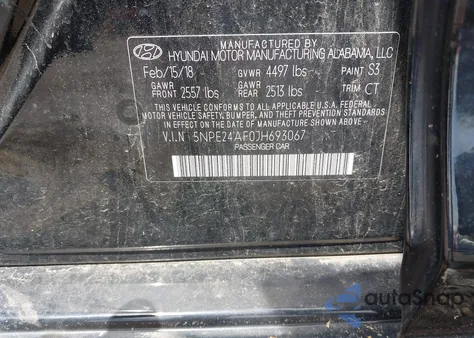 MANUFACTURED BY
HYUNDAI MOTOR MANUFACTURING ALABAMA, LLC
Feb/15/18 GVWR 4497 lbs PAINT S3
GAWR FRONT 2557 lbs GAWR REAR 2513 lbs TRIM CT
THIS VEHICLE CONFORMS TO ALL APPLICABLE U.S.A. FEDERAL
MOTOR VEHICLE SAFETY, BUMPER, AND THEFT PREVENTION
STANDARDS IN EFFECT ON THE DATE OF MANUFACTURE SHOWN ABOVE.
V.I.N 5NPE24AF0JH693067
PASSENGER CAR
autoSnap